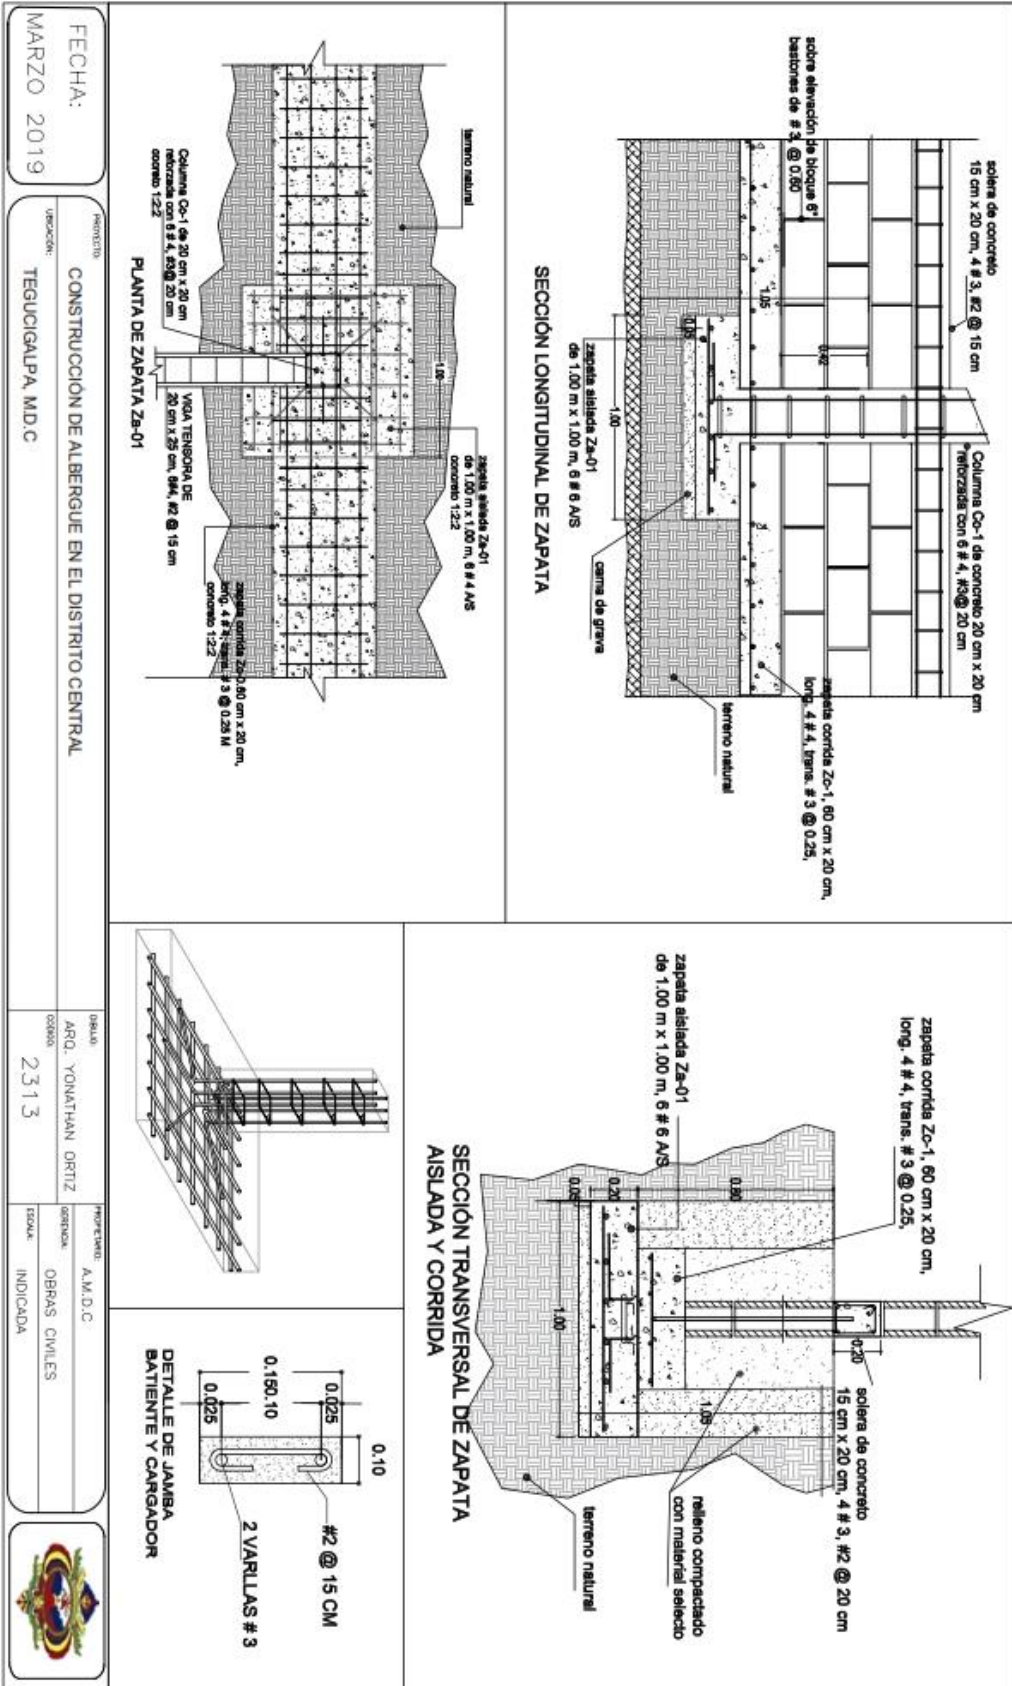 solera de concreto
15 cm x 20 cm, 4 # 3, #2 @ 15 cm
sobre elevación de bloque 6"
bastones de # 3, @ 0.60
Columna Co-1 de concreto 20 cm x 20 cm
reforzada con 6 # 4, #3@ 20 cm
zapata corrida Zc-1, 60 cm x 20 cm,
long. 4 # 4, trans. # 3 @ 0.25,
terreno natural
1.05
0.05
1.00
zapata aislada Za-01
de 1.00 m x 1.00 m, 6 # 6 A/S
cama de grava
SECCIÓN LONGITUDINAL DE ZAPATA
zapata corrida Zc-1, 60 cm x 20 cm,
long. 4 # 4, trans. # 3 @ 0.25,
zapata aislada Za-01
de 1.00 m x 1.00 m, 6 # 6 A/S
0.20
solera de concreto
15 cm x 20 cm, 4 # 3, #2 @ 20 cm
0.80
0.20
0.05
1.00
1.05
relleno compactado
con material selecto
terreno natural
SECCIÓN TRANSVERSAL DE ZAPATA
AISLADA Y CORRIDA
terreno natural
1.00
zapata aislada Za-01
de 1.00 m x 1.00 m, 6 # 4 A/S
concreto 1:2:2
Columna Co-1 de 20 cm x 20 cm
reforzada con 6 # 4, #3@ 20 cm
cocreto 1:2:2
VIGA TENSORA DE
20 cm x 25 cm, 6#4, #2 @ 15 cm
zapata corrida Zc-0.60 cm x 20 cm,
long. 4 # 4, trans. # 3 @ 0.25 M
concreto 1:2:2
PLANTA DE ZAPATA Za-01
0.10
0.025
0.150.10
0.025
#2 @ 15 CM
2 VARLLAS # 3
DETALLE DE JAMBA
BATIENTE Y CARGADOR
FECHA:
MARZO 2019
PROYECTO:
CONSTRUCCIÓN DE ALBERGUE EN EL DISTRITO CENTRAL
UBICACIÓN:
TEGUCIGALPA, M.D.C
DIBUJO:
ARQ. YONATHAN ORTIZ
CODIGO:
2313
PROPIETARIO:
A.M.D.C
GERENCIA:
OBRAS CIVILES
ESCALA:
INDICADA